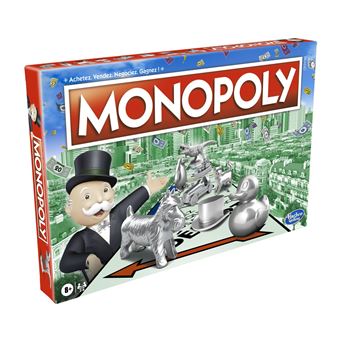 + Achetez. Vendez. Négociez. Gagnez ! +
MONOPOLY
MONOPOLY
Hasbro
Gaming
8+